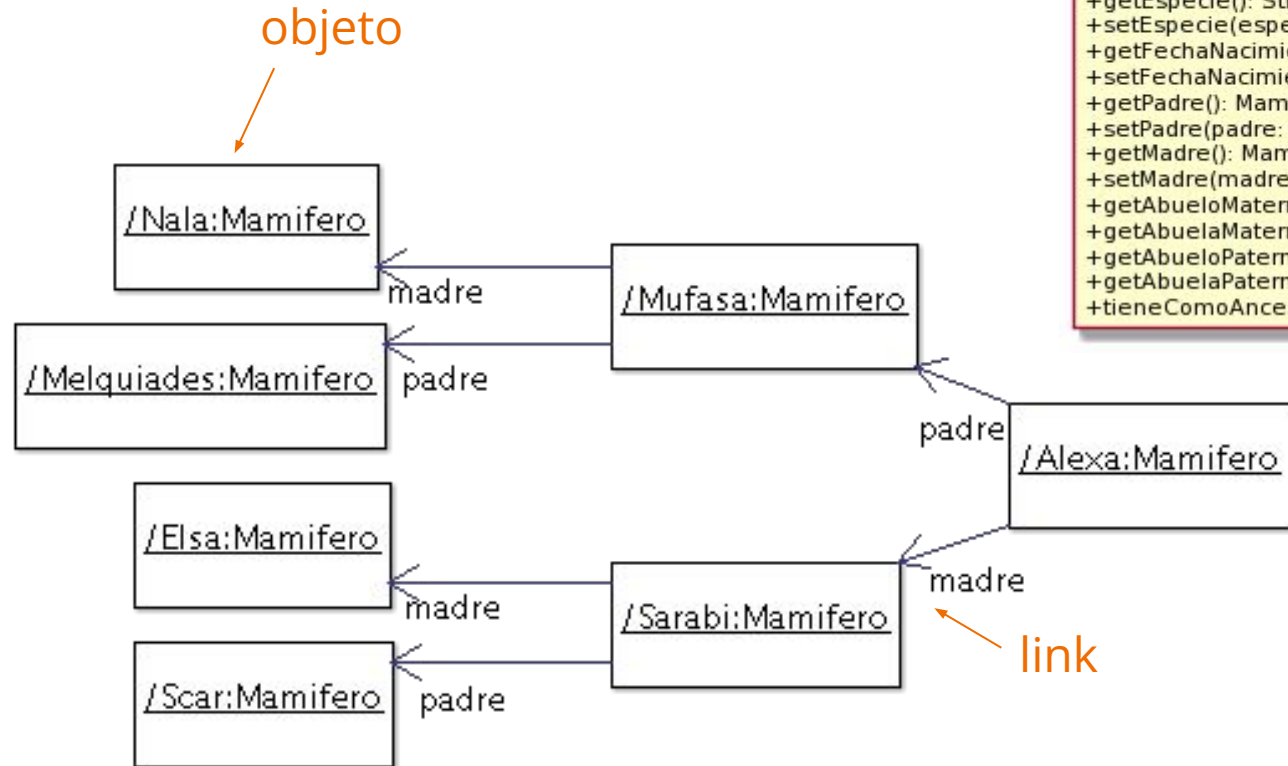 objeto
+setEspecie(espe
+getFechaNacimie
+setFechaNacimie
+getPadre(): Mam
+setPadre(padre:
+getMadre(): Mam
+setMadre(madre
+getAbueloMatern
+getAbuelaMatern
+getAbueloPatern
+getAbuelaPatern
+tieneComoAnce
/Nala:Mamifero
madre
/Mufasa:Mamifero
/Melquiades:Mamifero
padre
padre
/Alexa:Mamifero
/Elsa:Mamifero
madre
madre
/Sarabi:Mamifero
link
/Scar:Mamifero
padre